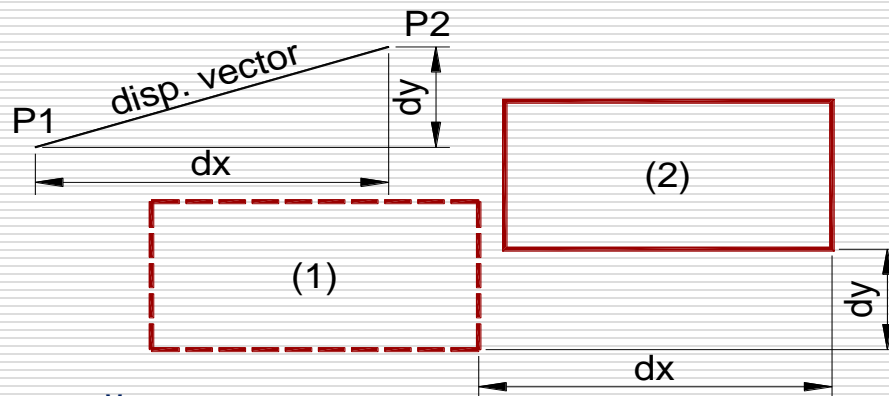 P2
disp. vector
dy
P1
dx
(2)
(1)
dy
dx